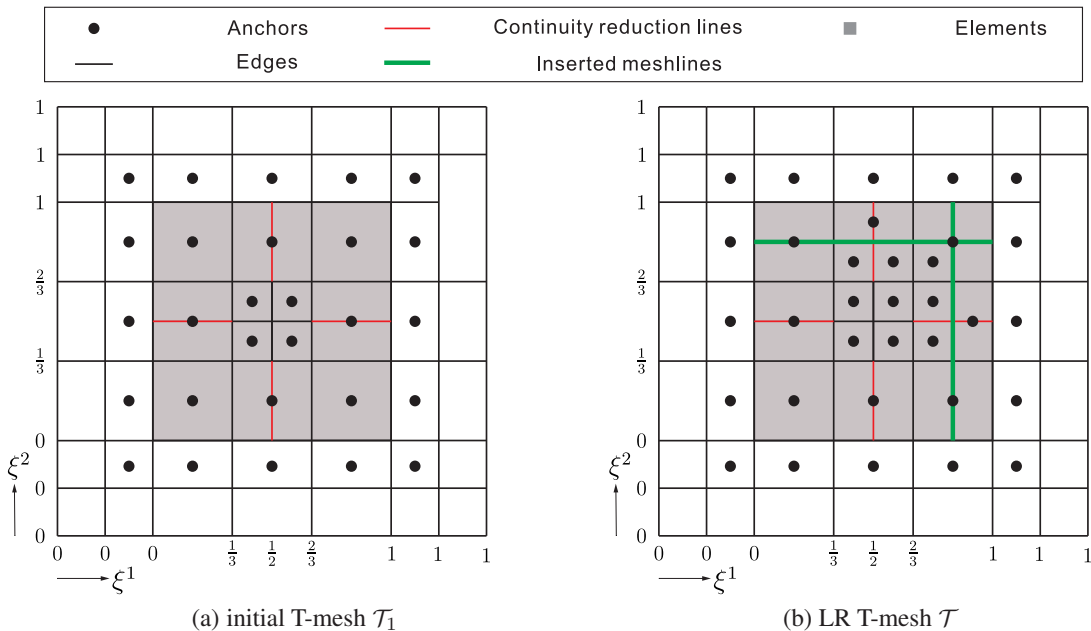 Anchors Continuity reduction lines Elements
Edges Inserted meshlines
1 1
1 1
1 1
2/3 2/3
1/3 1/3
0 0
ξ² ξ²
0 0
0 0
0 0 0 1/3 1/2 2/3 1 1 0 0 0 1/3 1/2 2/3 1 1 1
ξ¹ ξ¹
(a) initial T-mesh 𝒯₁ (b) LR T-mesh 𝒯